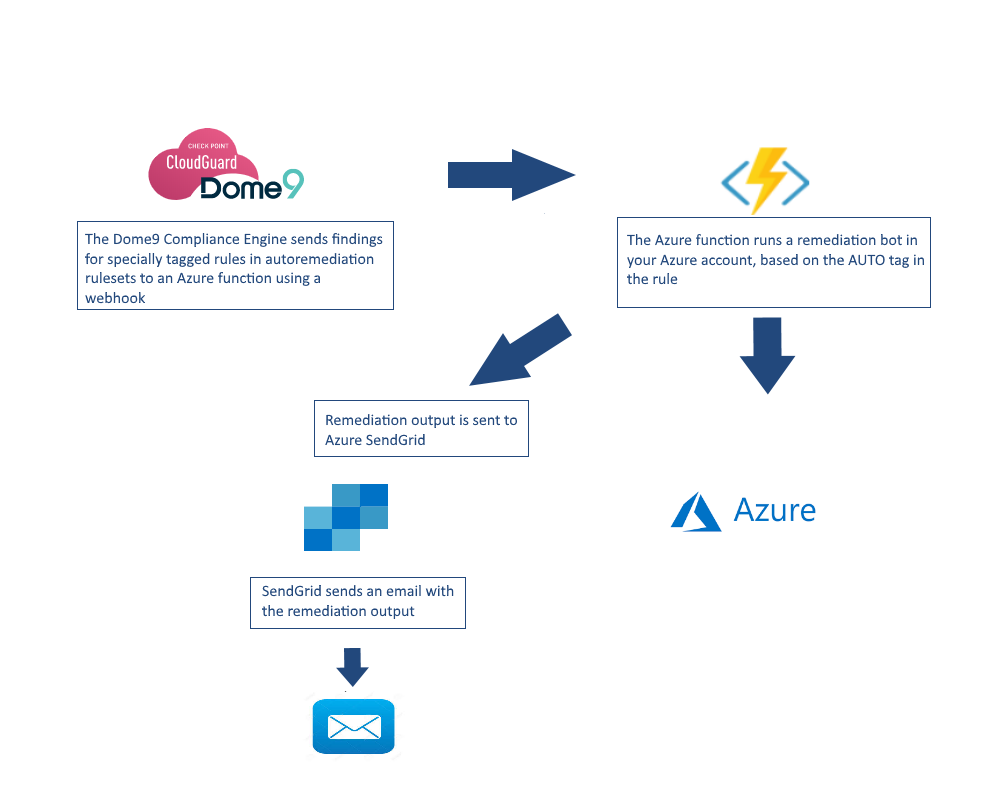 CHECK POINT
CloudGuard
Dome9
The Dome9 Compliance Engine sends findings
for specially tagged rules in autoremediation
rulesets to an Azure function using a
webhook
The Azure function runs a remediation bot in
your Azure account, based on the AUTO tag in
the rule
Remediation output is sent to
Azure SendGrid
Azure
SendGrid sends an email with
the remediation output